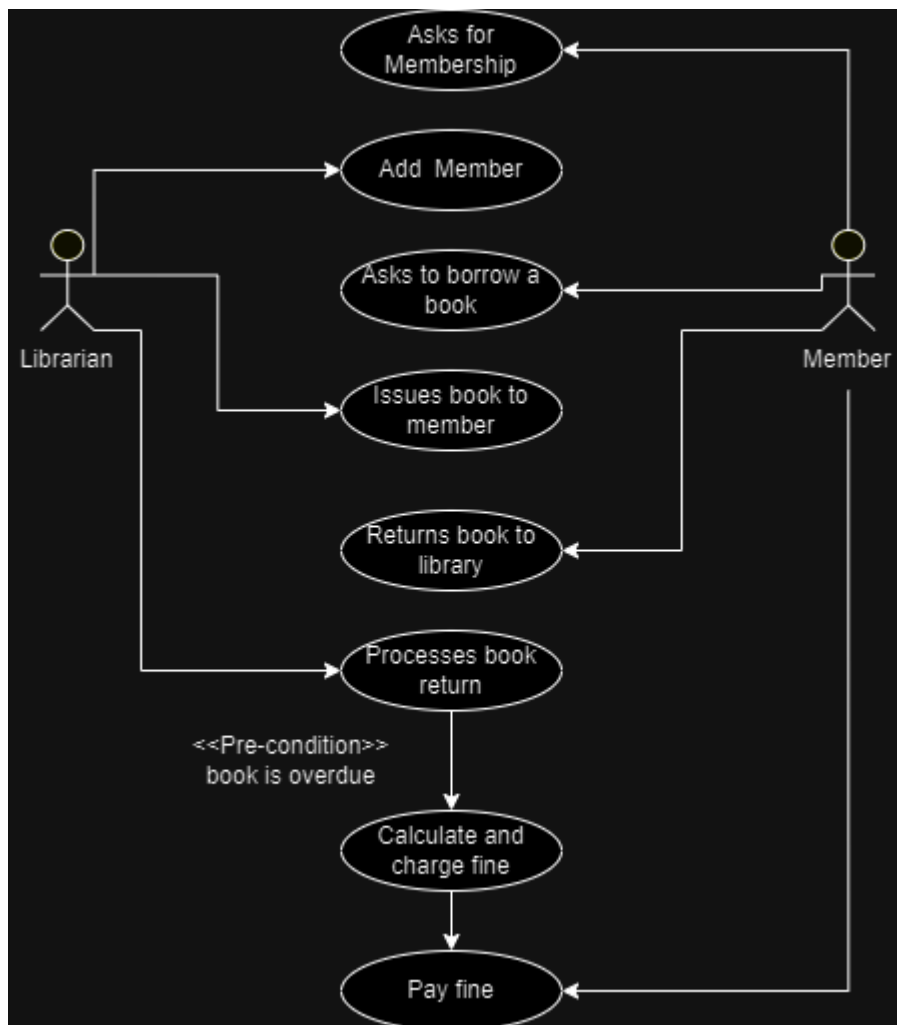 Asks for
Membership
Add Member
Asks to borrow a
book
Librarian
Member
Issues book to
member
Returns book to
library
Processes book
return
<<Pre-condition>>
book is overdue
Calculate and
charge fine
Pay fine